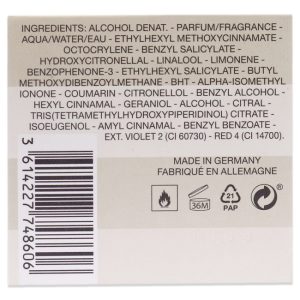 INGREDIENTS: ALCOHOL DENAT. - PARFUM/FRAGRANCE -
AQUA/WATER/EAU - ETHYLHEXYL METHOXYCINNAMATE -
OCTOCRYLENE - BENZYL SALICYLATE -
HYDROXYCITRONELLAL - LINALOOL - LIMONENE -
BENZOPHENONE-3 - ETHYLHEXYL SALICYLATE - BUTYL
METHOXYDIBENZOYLMETHANE - BHT - ALPHA-ISOMETHYL
IONONE - COUMARIN - CITRONELLOL - BENZYL ALCOHOL -
HEXYL CINNAMAL - GERANIOL - ALCOHOL - CITRAL -
TRIS(TETRAMETHYLHYDROXYPIPERIDINOL) CITRATE -
ISOEUGENOL - AMYL CINNAMAL - BENZYL BENZOATE -
EXT. VIOLET 2 (CI 60730) - RED 4 (CI 14700).
MADE IN GERMANY
FABRIQUÉ EN ALLEMAGNE
36M
21
PAP
3 614227 748606